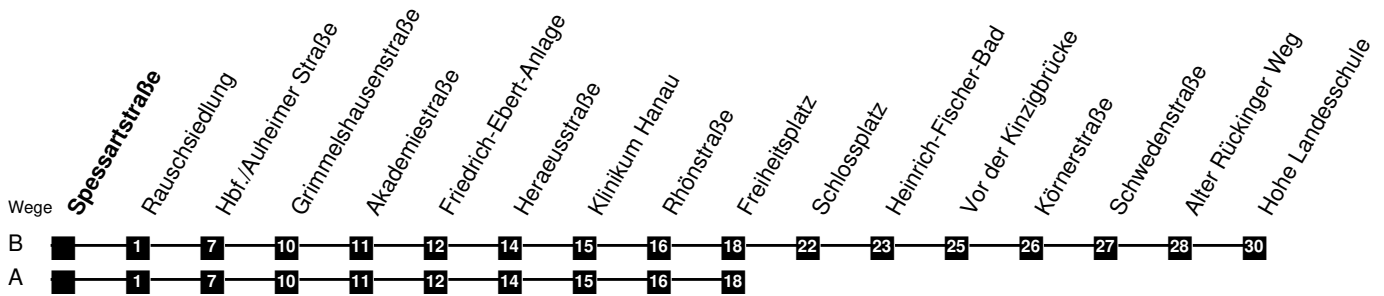 Spessartstraße
Rauschsiedlung
Hbf./Auheimer Straße
Grimmelshausenstraße
Akademiestraße
Friedrich-Ebert-Anlage
Heraeusstraße
Klinikum Hanau
Rhönstraße
Freiheitsplatz
Schlossplatz
Heinrich-Fischer-Bad
Vor der Kinzigbrücke
Körnerstraße
Schwedenstraße
Alter Rückinger Weg
Hohe Landesschule
Wege
B 1 7 10 11 12 14 15 16 18 22 23 25 26 27 28 30
A 1 7 10 11 12 14 15 16 18